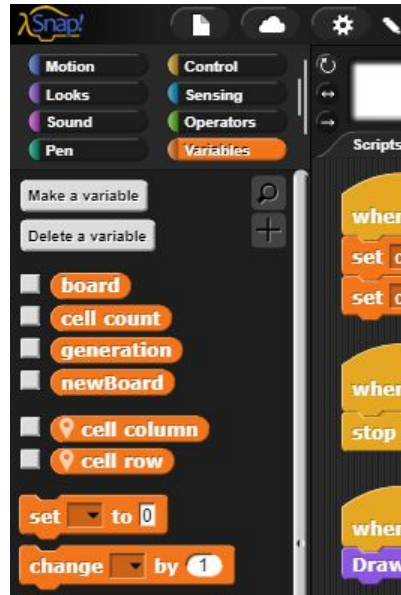 Snap!
Motion Control
Looks Sensing
Sound Operators
Pen Variables
Make a variable
Delete a variable
board
cell count
generation
newBoard
cell column
cell row
set to 0
change by 1
Scripts
when
set
set
when
stop
when
Draw